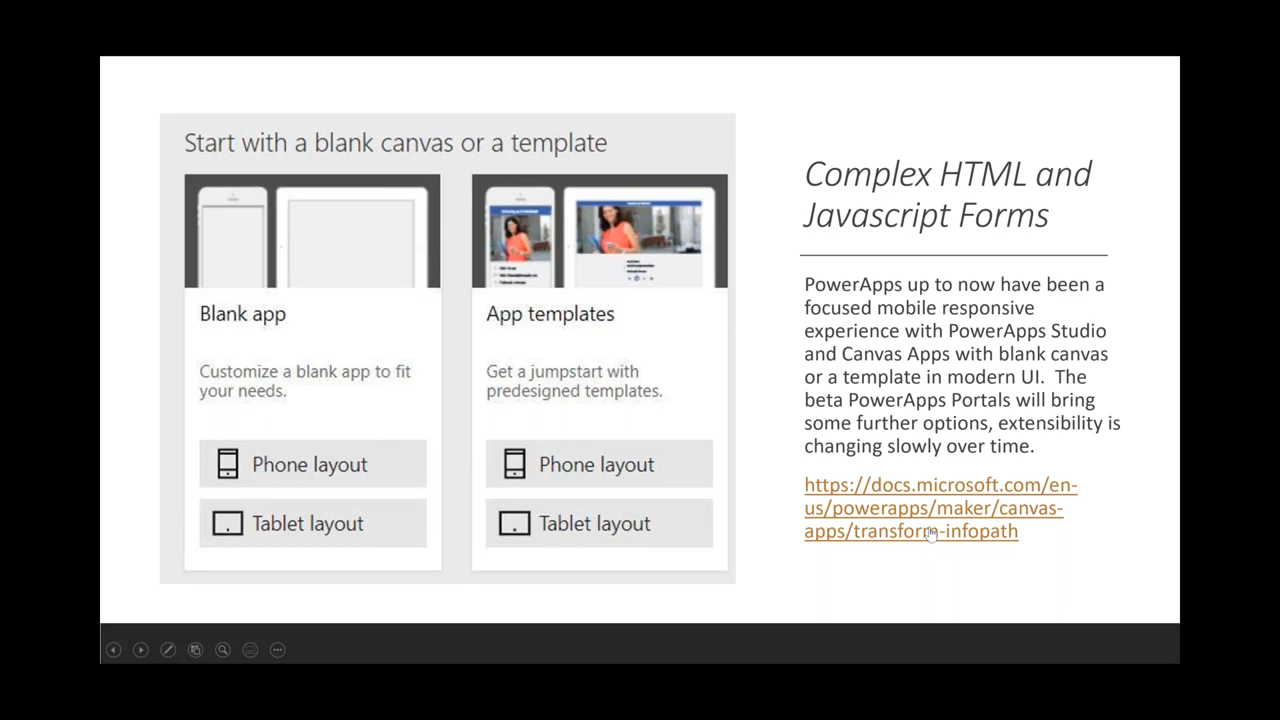 Start with a blank canvas or a template
Blank app
Customize a blank app to fit
your needs.
Phone layout
Tablet layout
App templates
Get a jumpstart with
predesigned templates.
Phone layout
Tablet layout
Complex HTML and
Javascript Forms
PowerApps up to now have been a
focused mobile responsive
experience with PowerApps Studio
and Canvas Apps with blank canvas
or a template in modern UI.  The
beta PowerApps Portals will bring
some further options, extensibility is
changing slowly over time.
https://docs.microsoft.com/en-
us/powerapps/maker/canvas-
apps/transform-infopath